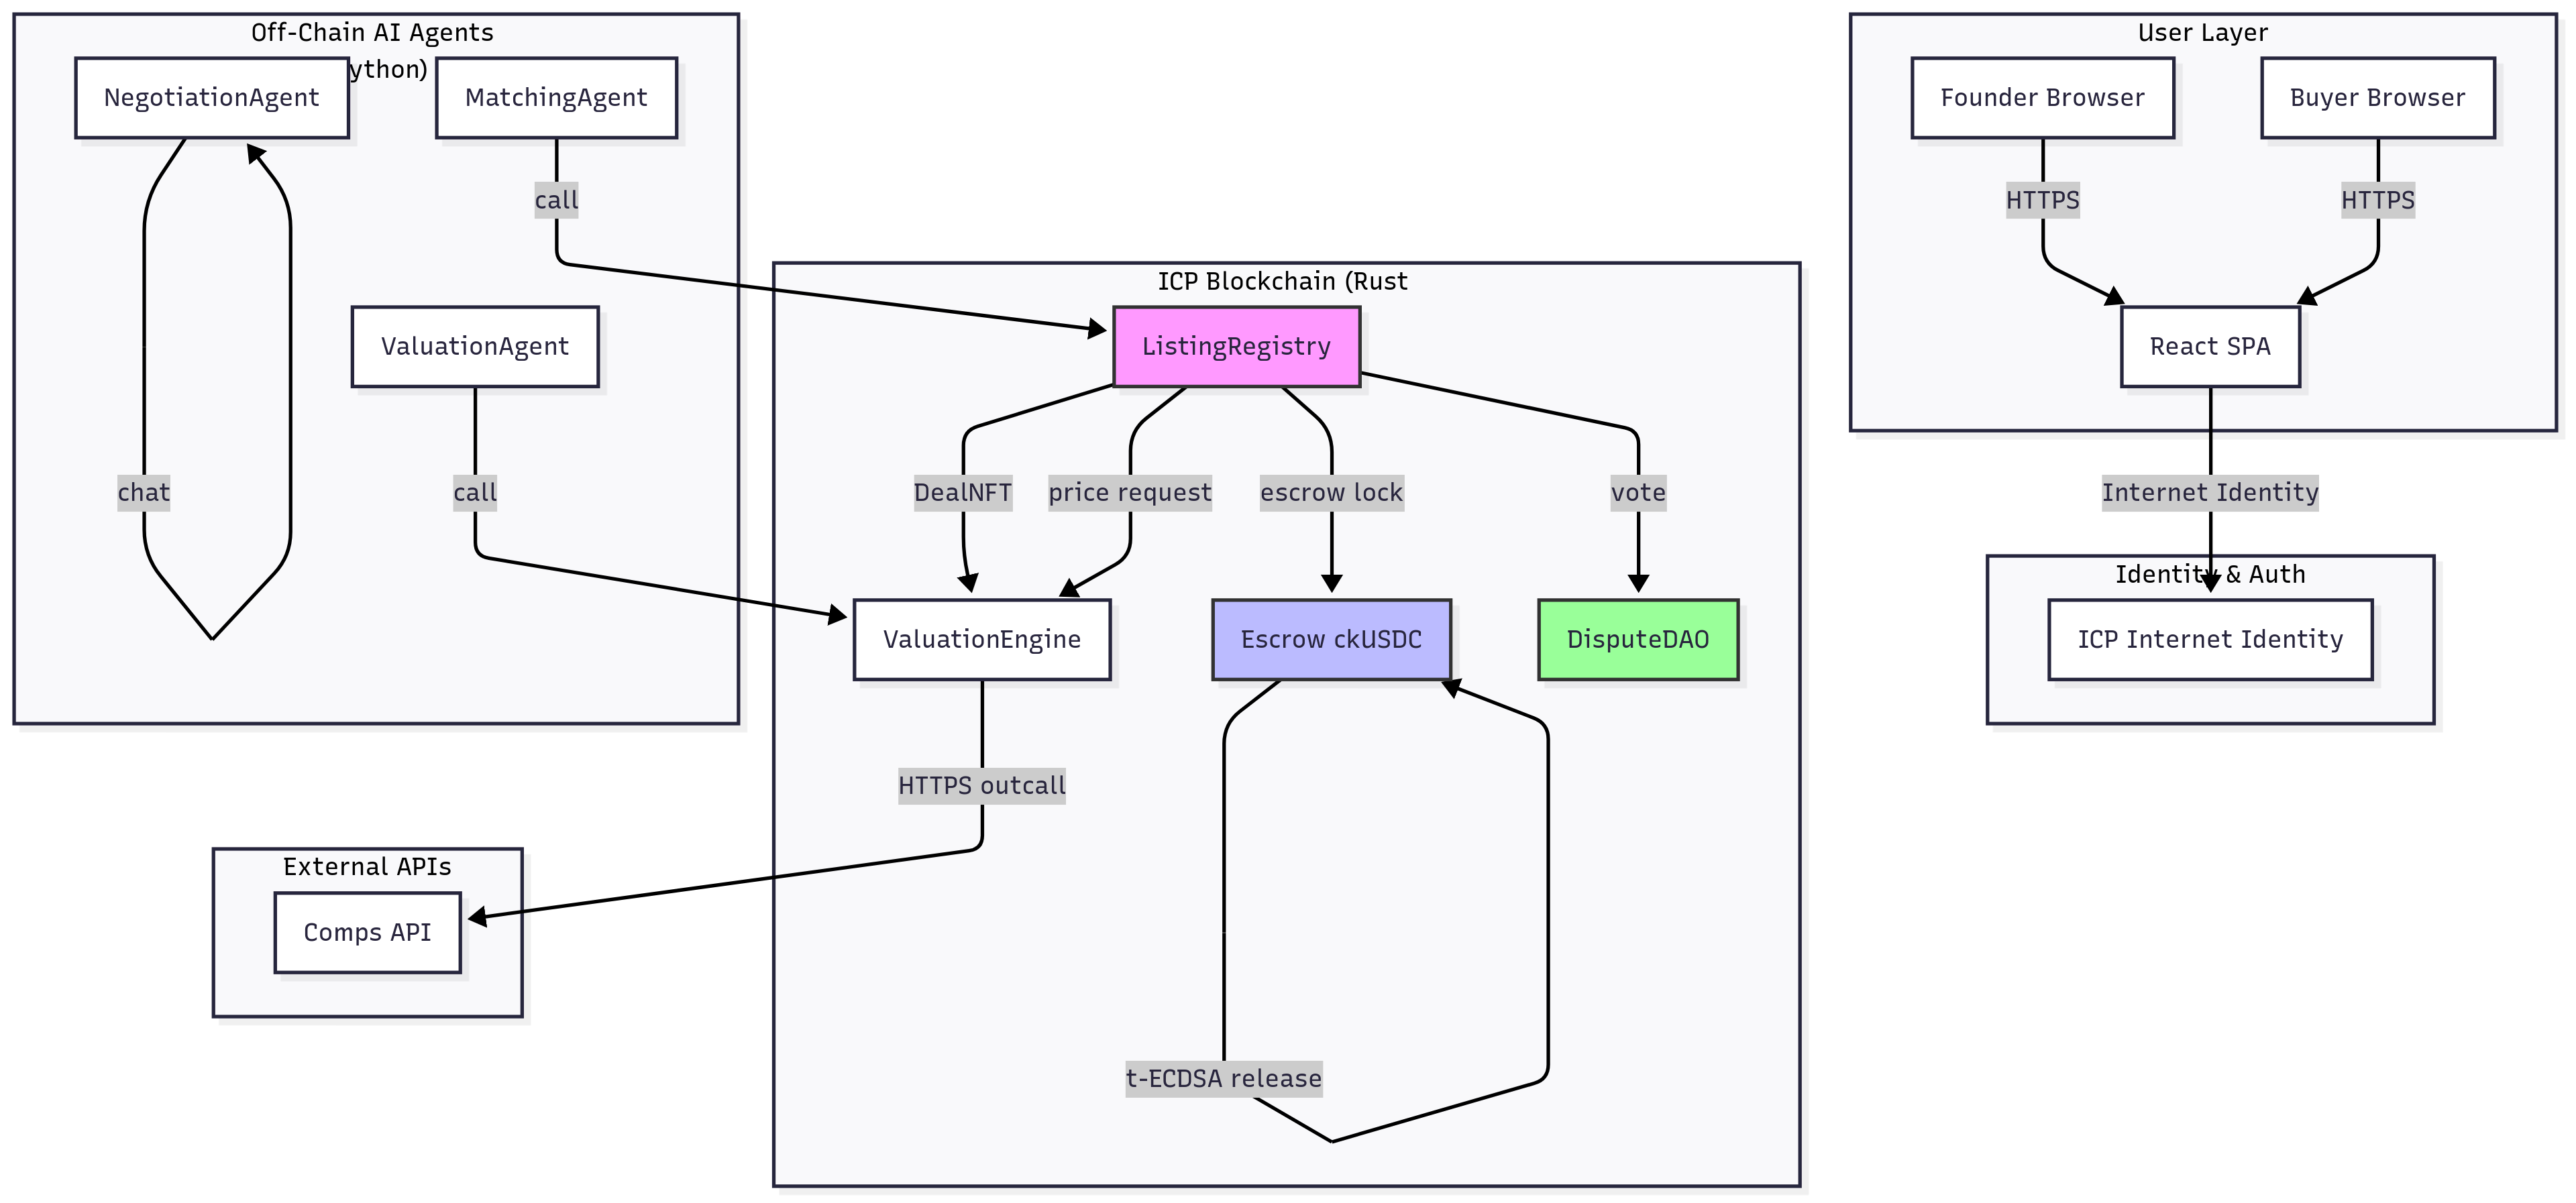 Off-Chain AI Agents
ython)
NegotiationAgent
MatchingAgent
call
ValuationAgent
chat
call
ICP Blockchain (Rust
ListingRegistry
DealNFT
price request
escrow lock
vote
ValuationEngine
Escrow ckUSDC
DisputeDAO
HTTPS outcall
t-ECDSA release
External APIs
Comps API
User Layer
Founder Browser
Buyer Browser
HTTPS
HTTPS
React SPA
Internet Identity
Identity & Auth
ICP Internet Identity